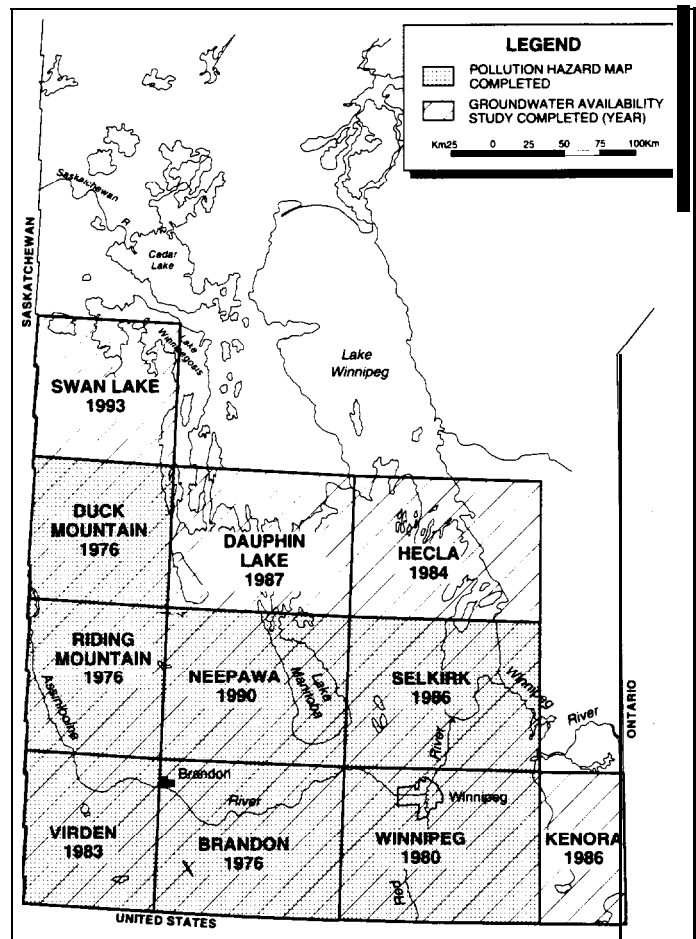 LEGEND
POLLUTION HAZARD MAP
COMPLETED
GROUNDWATER AVAILABILITY
STUDY COMPLETED (YEAR)
Km25 0 25 50 75 100Km
Saskatchewan
R
Cedar
Lake
SASKATCHEWAN
Lake
Winnipegosis
Lake
Winnipeg
SWAN LAKE
1993
DUCK
MOUNTAIN
1976
DAUPHIN
LAKE
1987
HECLA
1984
RIDING
MOUNTAIN
1976
NEEPAWA
1990
Lake
Manitoba
SELKIRK
1986
Winnipeg
River
ONTARIO
Assiniboine
River
Brandon
River
Winnipeg
VIRDEN
1983
BRANDON
1976
WINNIPEG
1980
KENORA
1986
Red
UNITED STATES